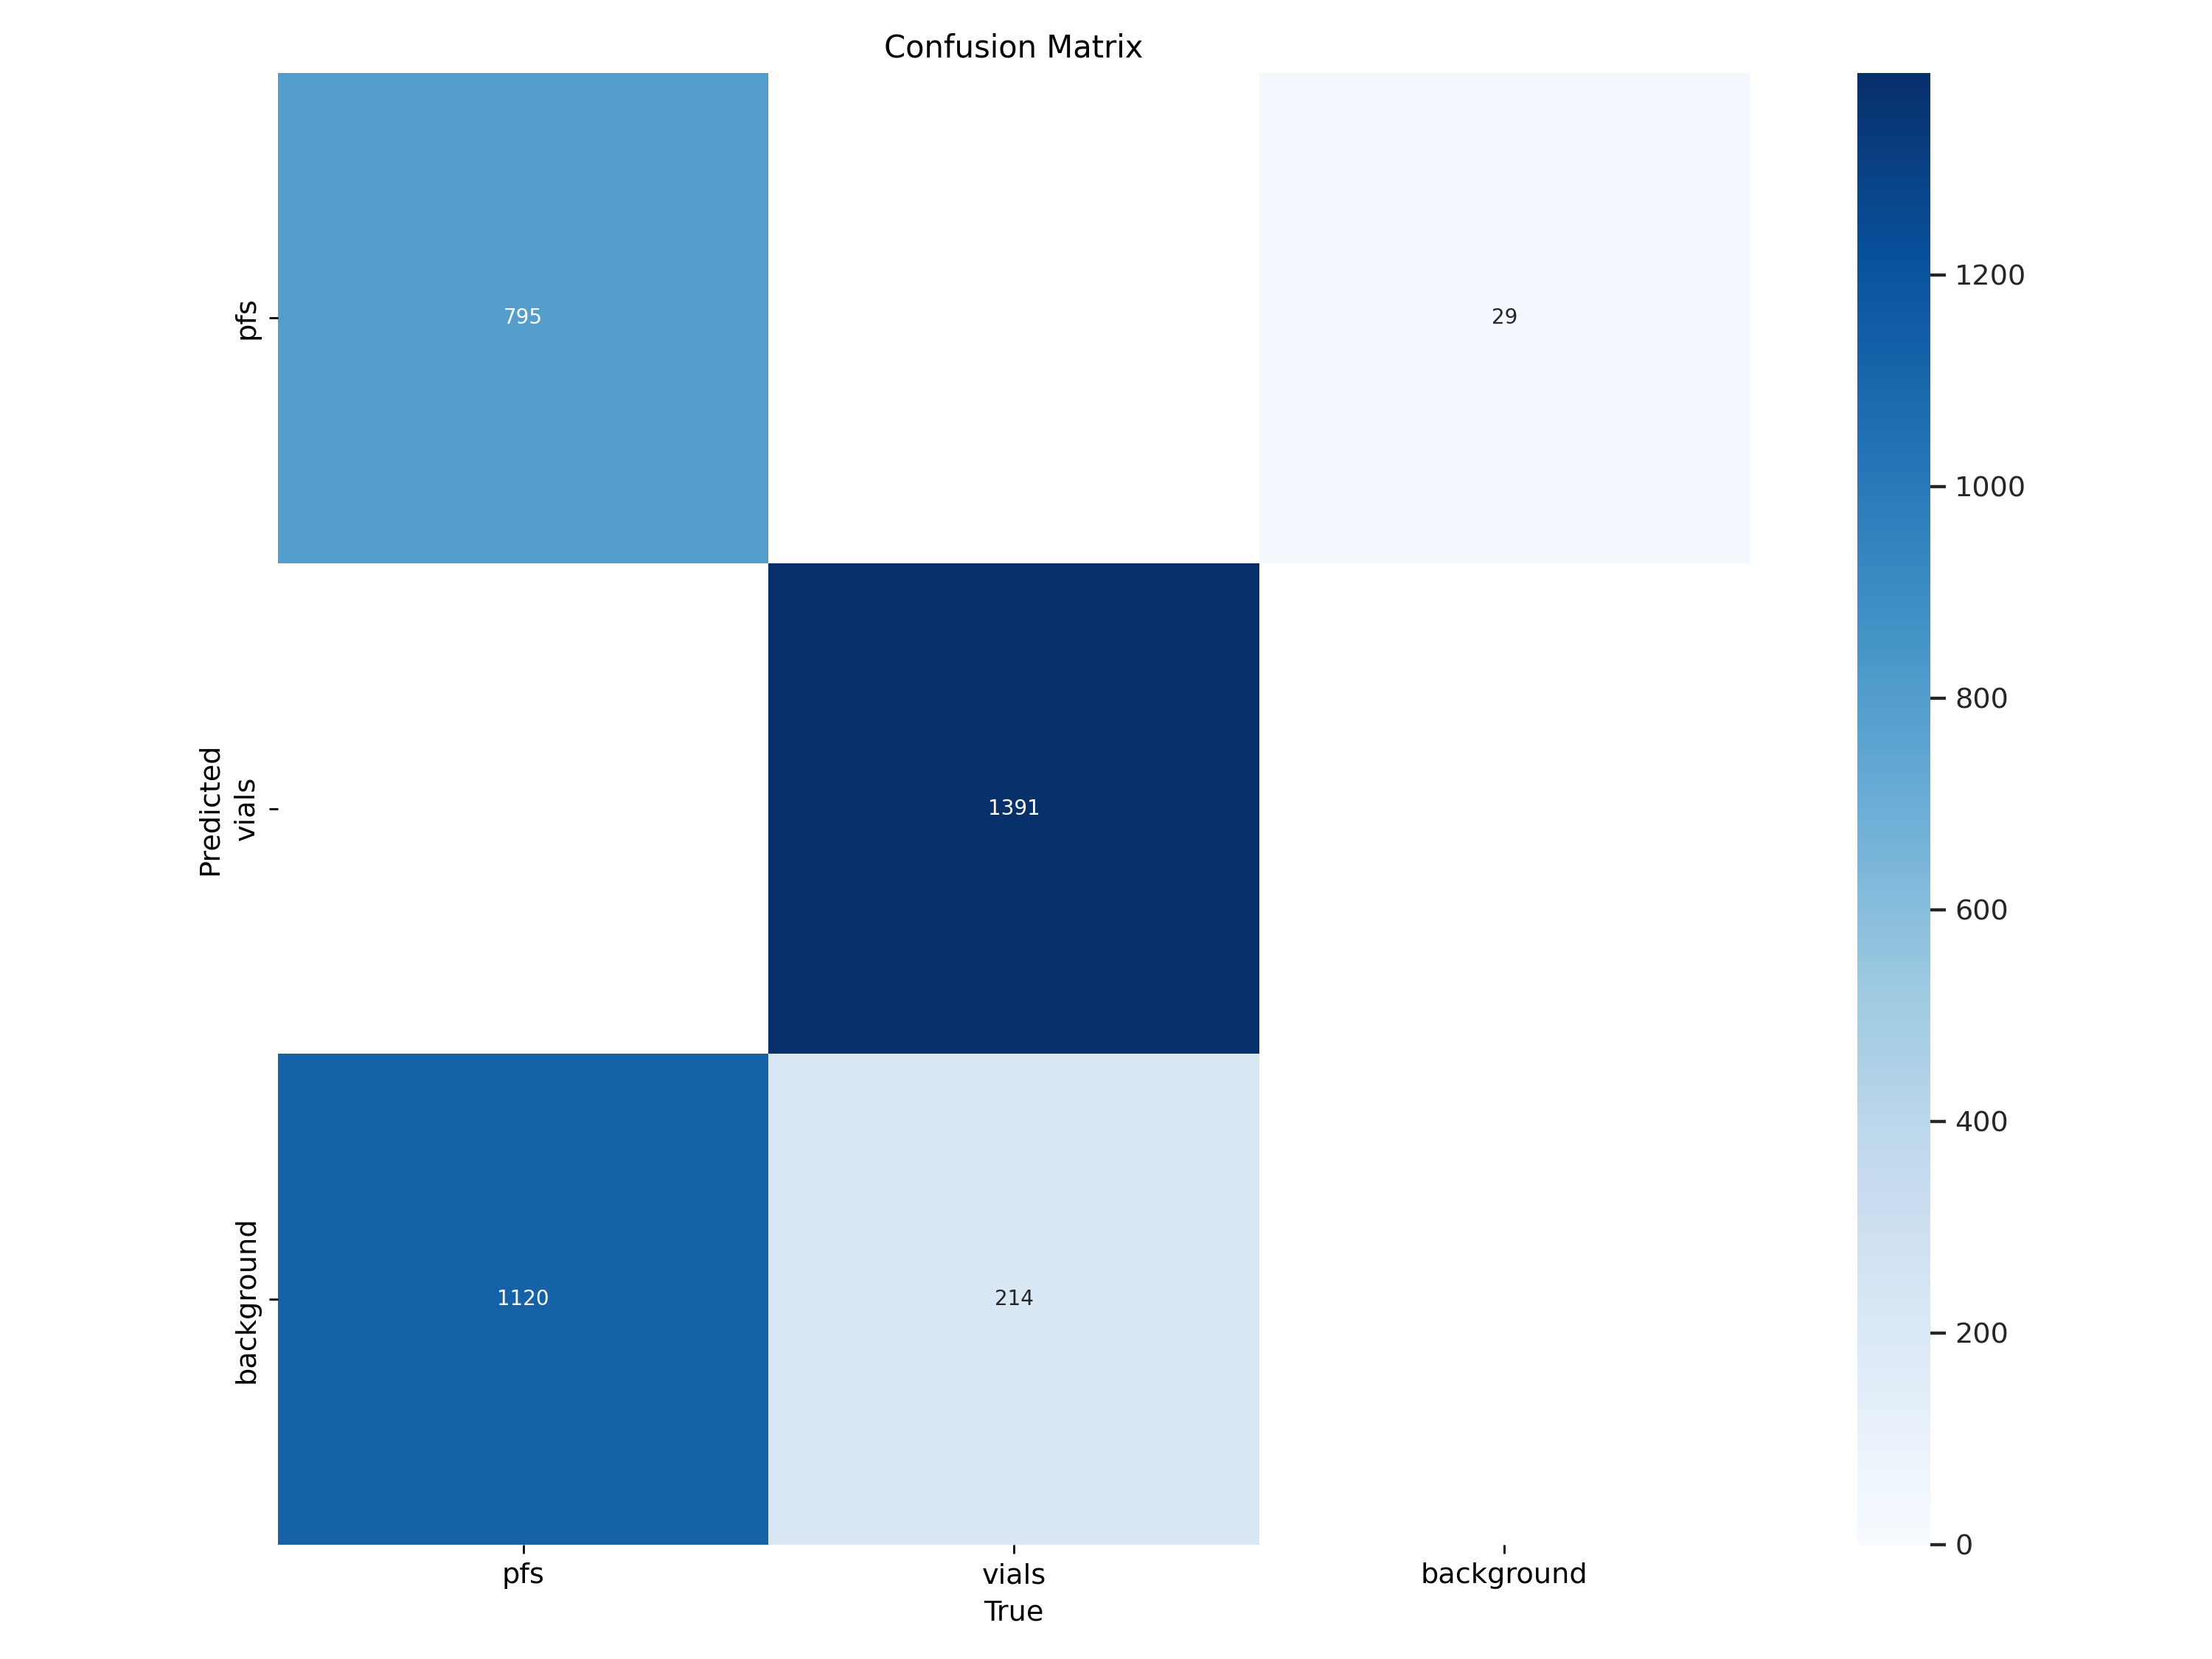 Confusion Matrix
pfs
795
29
Predicted
vials
1391
background
1120
214
pfs
vials
background
True
1200
1000
800
600
400
200
0